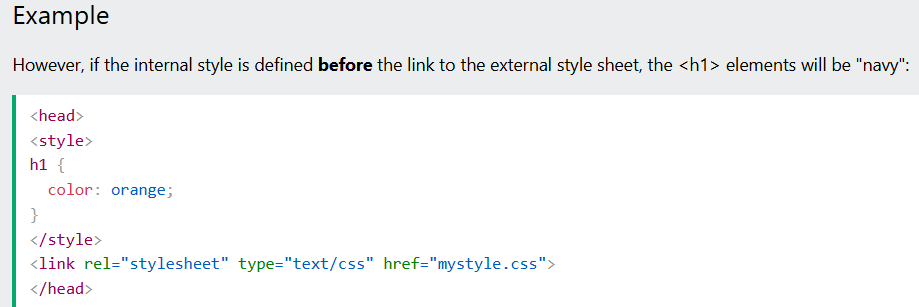 Example
However, if the internal style is defined before the link to the external style sheet, the <h1> elements will be "navy":
<head>
<style>
h1 {
  color: orange;
}
</style>
<link rel="stylesheet" type="text/css" href="mystyle.css">
</head>